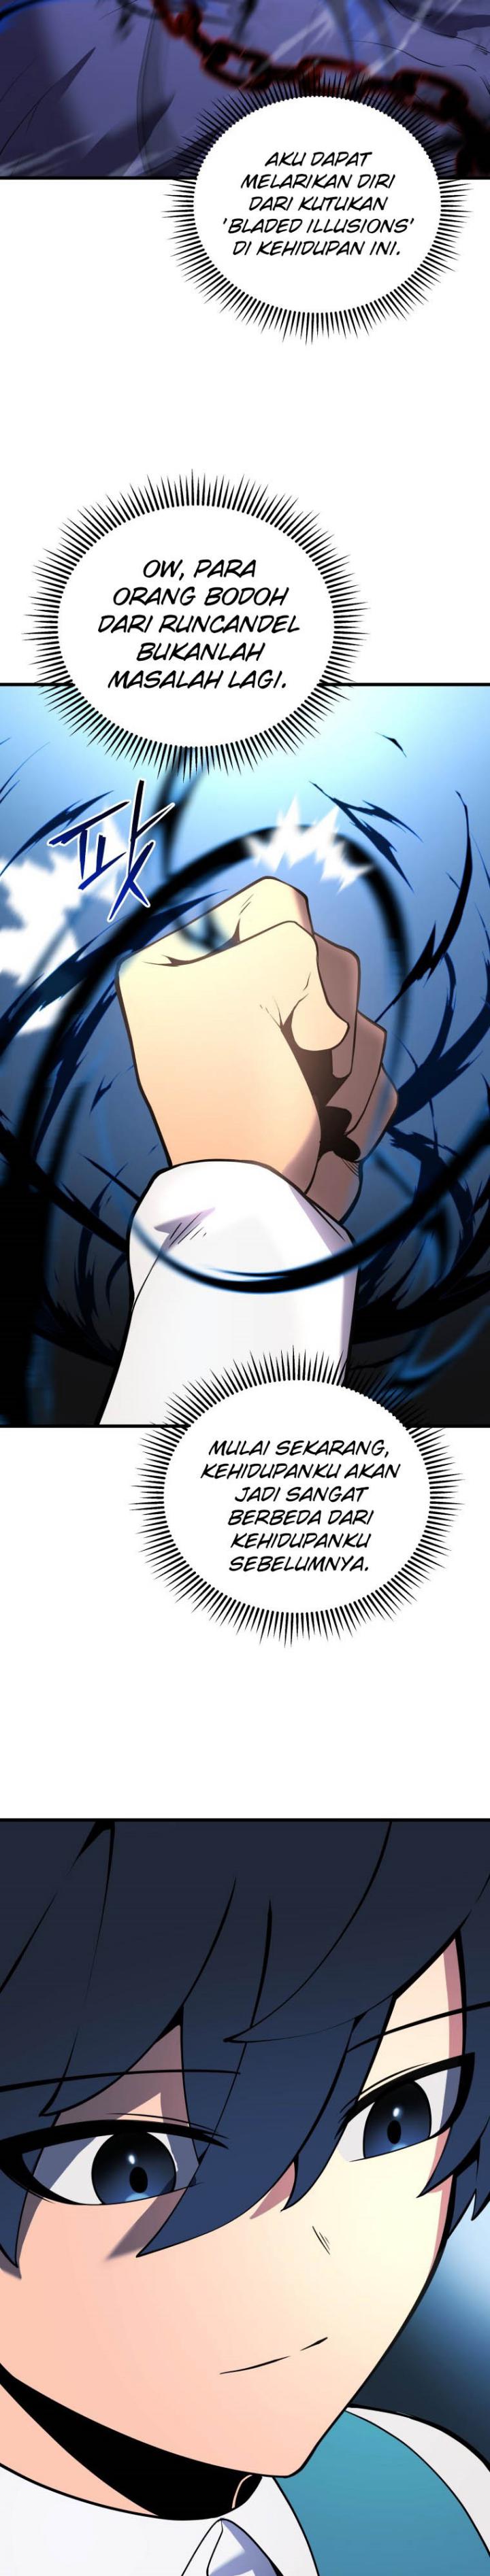 AKU DAPAT
MELARIKAN DIRI
DARI KUTUKAN
'BLADED ILLUSIONS'
DI KEHIDUPAN INI.
OW, PARA
ORANG BODOH
DARI RUNCANDEL
BUKANLAH
MASALAH LAGI.
팟
MULAI SEKARANG,
KEHIDUPANKU AKAN
JADI SANGAT
BERBEDA DARI
KEHIDUPANKU
SEBELUMNYA.